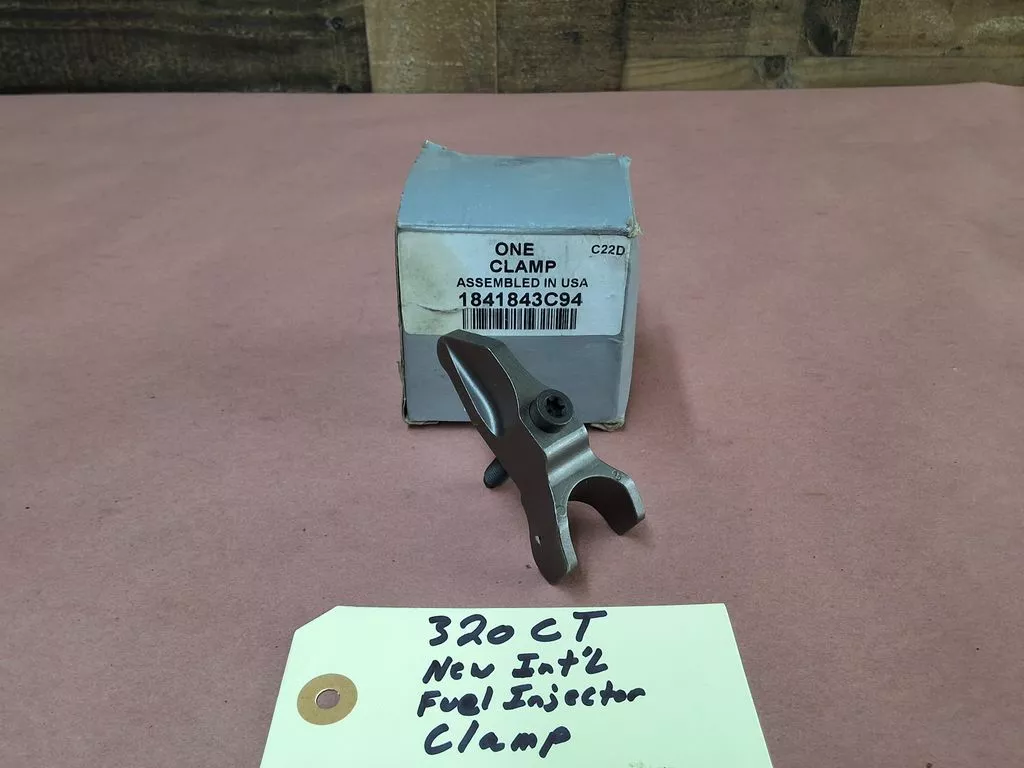 ONE
CLAMP
C22D
ASSEMBLED IN USA
1841843C94
320 CT
New Int'l
Fuel Injector
Clamp